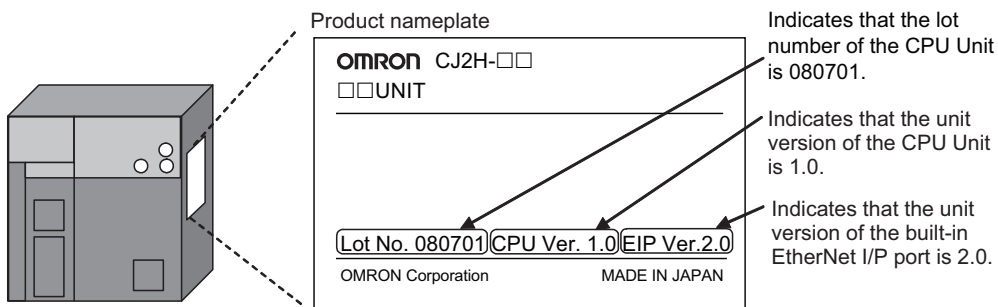 Product nameplate
OMRON CJ2H-□□
□□UNIT
Lot No. 080701 CPU Ver. 1.0 EIP Ver.2.0
OMRON Corporation MADE IN JAPAN
Indicates that the lot
number of the CPU Unit
is 080701.
Indicates that the unit
version of the CPU Unit
is 1.0.
Indicates that the unit
version of the built-in
EtherNet I/P port is 2.0.